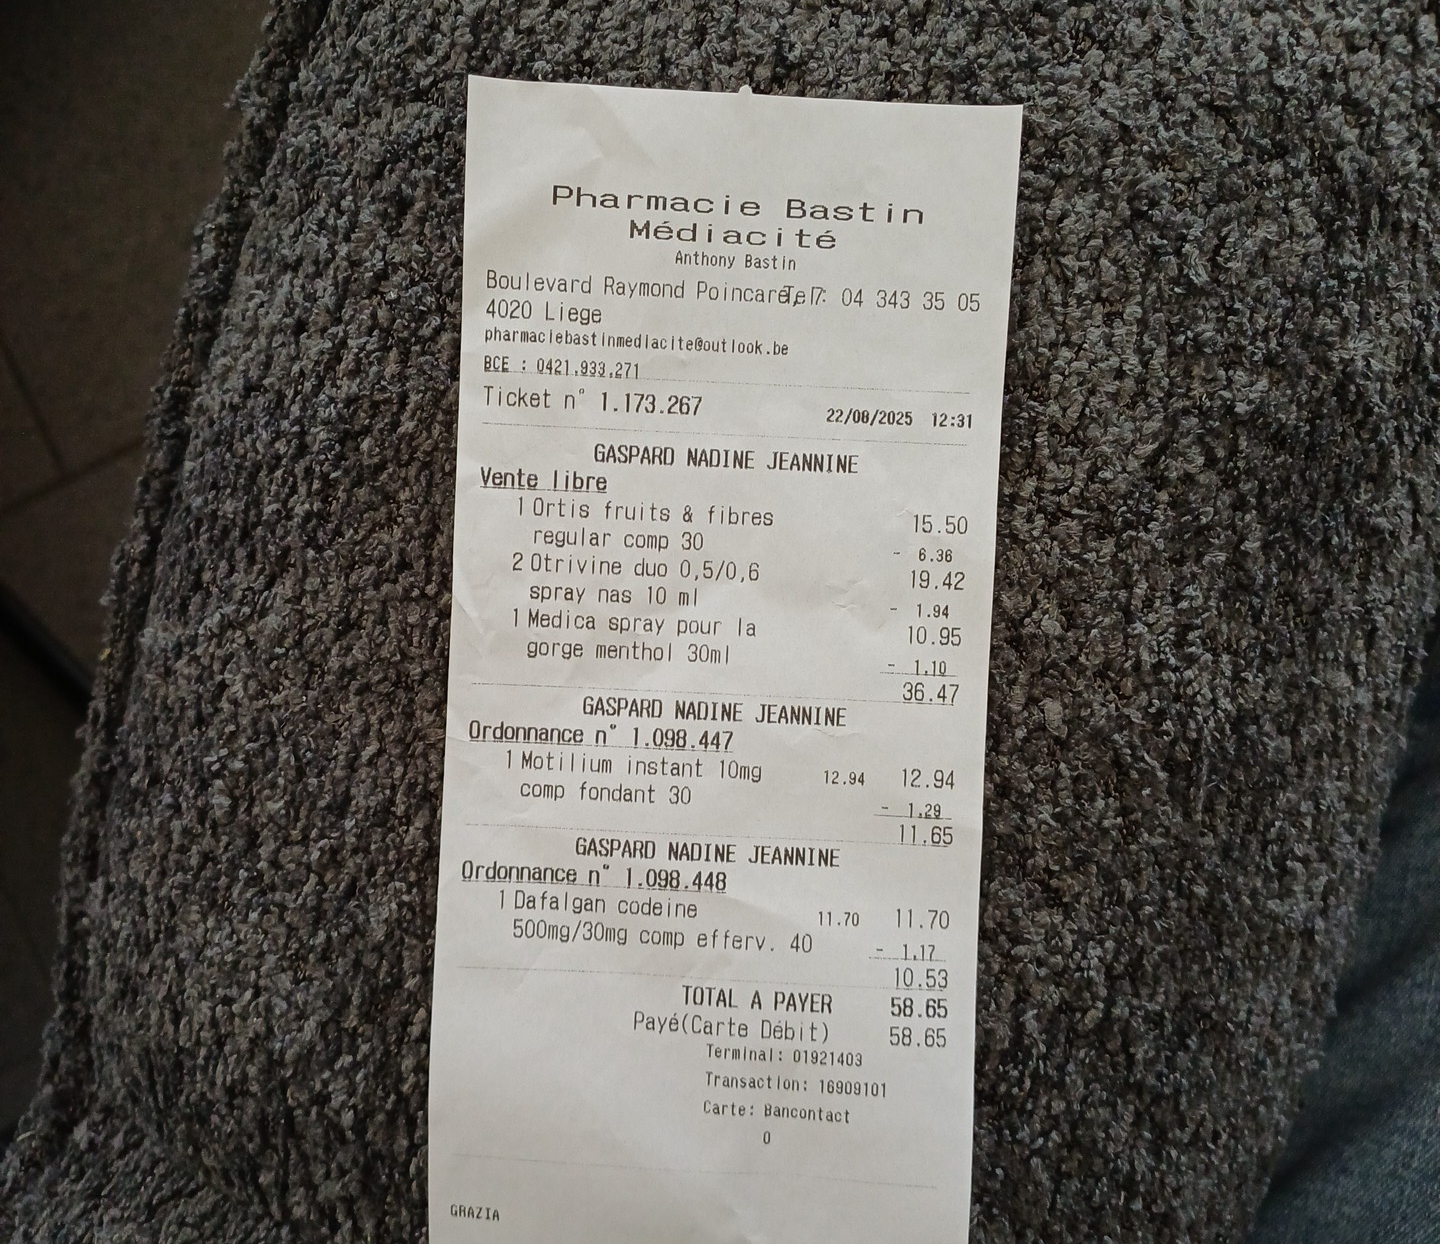 Pharmacie Bastin
Médiacité
Anthony Bastin
Boulevard Raymond Poincaré, 7 Tel: 04 343 35 05
4020 Liege
pharmaciebastinmediacite@outlook.be
BCE : 0421.933.271
Ticket n° 1.173.267 22/08/2025 12:31
GASPARD NADINE JEANNINE
Vente libre
1 Ortis fruits & fibres 15.50
regular comp 30 - 6.36
2 Otrivine duo 0,5/0,6 19.42
spray nas 10 ml - 1.94
1 Medica spray pour la 10.95
gorge menthol 30ml - 1.10
36.47
GASPARD NADINE JEANNINE
Ordonnance n° 1.098.447
1 Motilium instant 10mg 12.94 12.94
comp fondant 30 - 1.29
11.65
GASPARD NADINE JEANNINE
Ordonnance n° 1.098.448
1 Dafalgan codeine 11.70 11.70
500mg/30mg comp efferv. 40 - 1.17
10.53
TOTAL A PAYER 58.65
Payé(Carte Débit) 58.65
Terminal: 01921403
Transaction: 16909101
Carte: Bancontact
0
GRAZIA